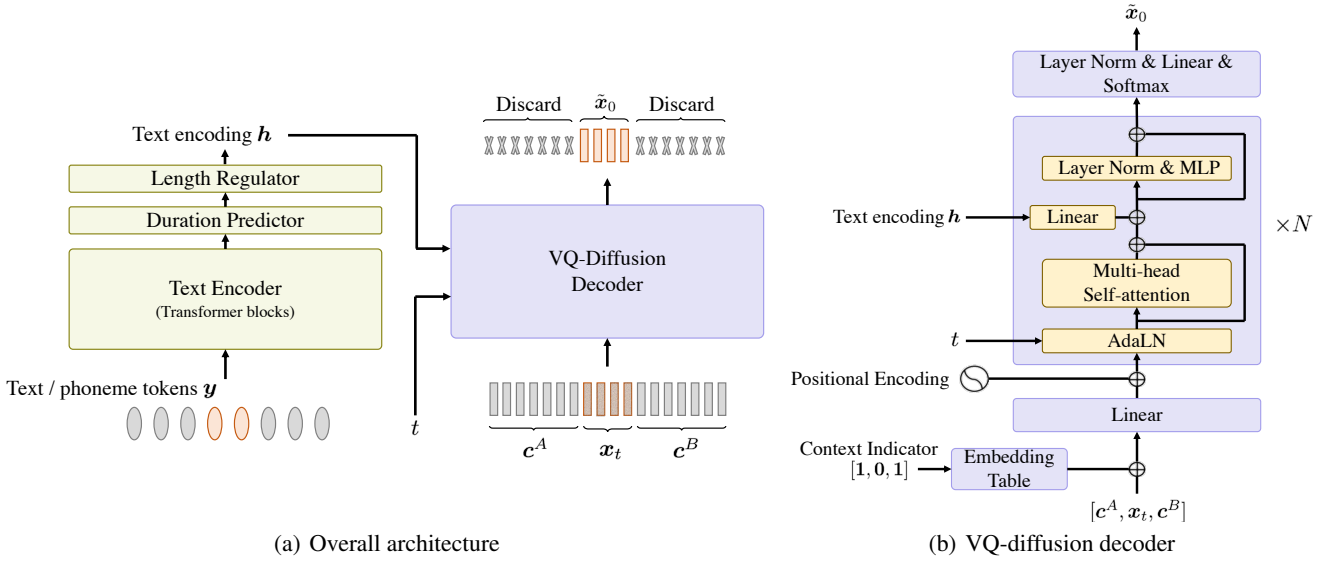 Discard
x̃₀
Discard
Text encoding h
Length Regulator
Duration Predictor
Text Encoder
(Transformer blocks)
VQ-Diffusion
Decoder
Text / phoneme tokens y
t
c^A
x_t
c^B
(a) Overall architecture
x̃₀
Layer Norm & Linear &
Softmax
Layer Norm & MLP
Text encoding h
Linear
×N
Multi-head
Self-attention
t
AdaLN
Positional Encoding
Linear
Context Indicator
[1, 0, 1]
Embedding
Table
[c^A, x_t, c^B]
(b) VQ-diffusion decoder